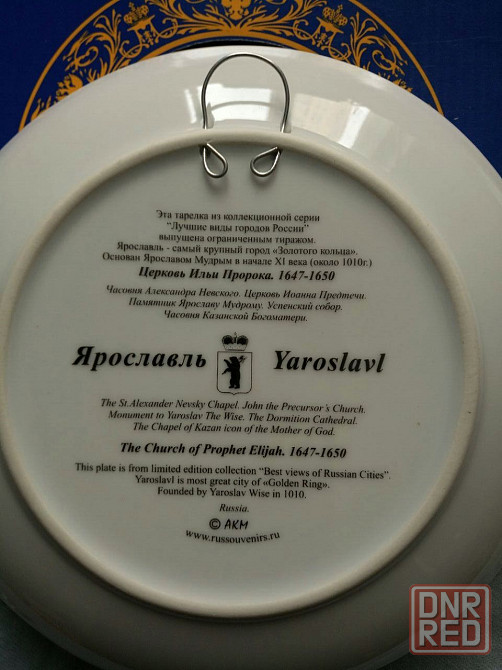 Эта тарелка из коллекционной серии
"Лучшие виды городов России"
выпущена ограниченным тиражом.
Ярославль - самый крупный город «Золотого кольца».
Основан Ярославом Мудрым в начале XI века (около 1010г.)
Церковь Ильи Пророка. 1647-1650
Часовня Александра Невского. Церковь Иоанна Предтечи.
Памятник Ярославу Мудрому. Успенский собор.
Часовня Казанской Богоматери.
Ярославль Yaroslavl
The St.Alexander Nevsky Chapel. John the Precursor's Church.
Monument to Yaroslav The Wise. The Dormition Cathedral.
The Chapel of Kazan icon of the Mother of God.
The Church of Prophet Elijah. 1647-1650
This plate is from limited edition collection "Best views of Russian Cities".
Yaroslavl is most great city of «Golden Ring».
Founded by Yaroslav Wise in 1010.
Russia.
© АКМ
www.russouvenirs.ru
DNR
RED